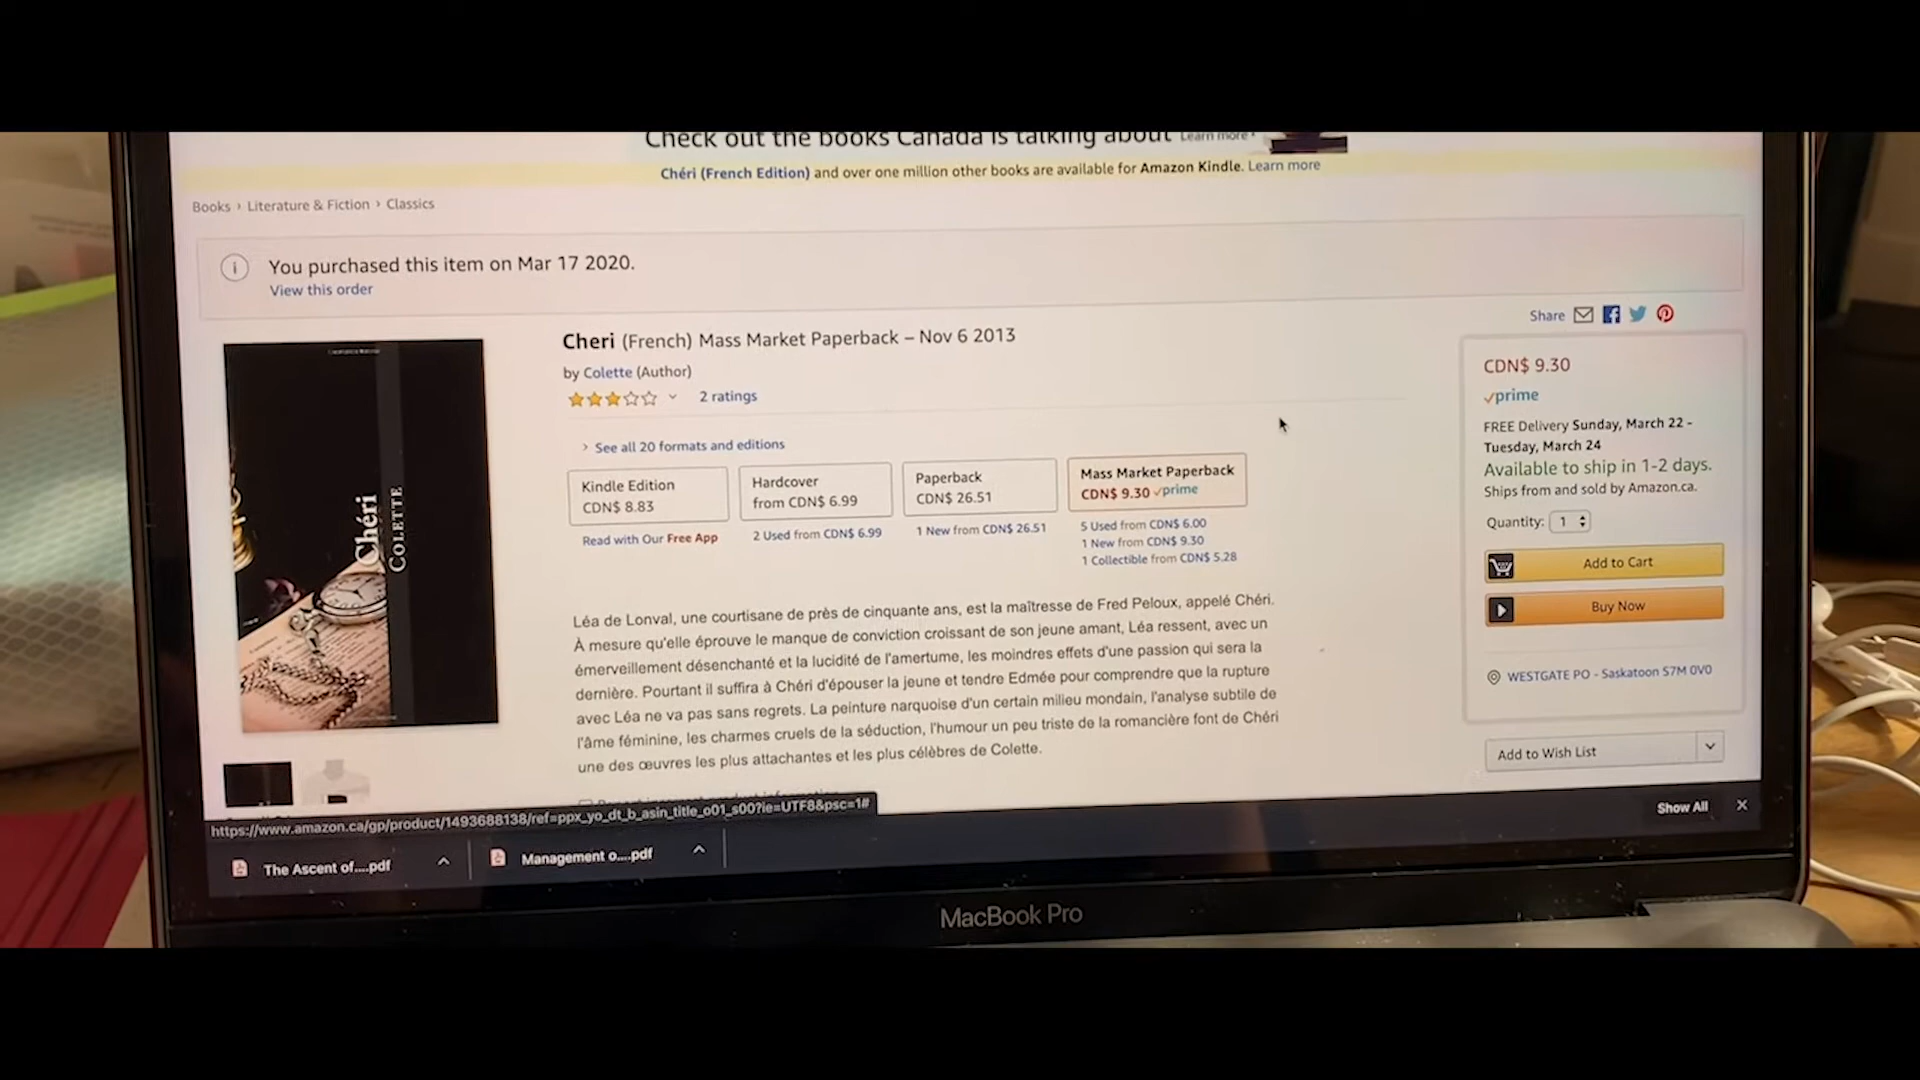 Check out the books Canada is talking about Learn more
Chéri (French Edition) and over one million other books are available for Amazon Kindle. Learn more
Books › Literature & Fiction › Classics
You purchased this item on Mar 17 2020.
View this order
Share
Cheri (French) Mass Market Paperback – Nov 6 2013
by Colette (Author)
2 ratings
› See all 20 formats and editions
Kindle Edition
CDN$ 8.83
Read with Our Free App
Hardcover
from CDN$ 6.99
2 Used from CDN$ 6.99
Paperback
CDN$ 26.51
1 New from CDN$ 26.51
Mass Market Paperback
CDN$ 9.30 prime
5 Used from CDN$ 6.00
1 New from CDN$ 9.30
1 Collectible from CDN$ 5.28
Chéri
COLETTE
Léa de Lonval, une courtisane de près de cinquante ans, est la maîtresse de Fred Peloux, appelé Chéri.
À mesure qu'elle éprouve le manque de conviction croissant de son jeune amant, Léa ressent, avec un
émerveillement désenchanté et la lucidité de l'amertume, les moindres effets d'une passion qui sera la
dernière. Pourtant il suffira à Chéri d'épouser la jeune et tendre Edmée pour comprendre que la rupture
avec Léa ne va pas sans regrets. La peinture narquoise d'un certain milieu mondain, l'analyse subtile de
l'âme féminine, les charmes cruels de la séduction, l'humour un peu triste de la romancière font de Chéri
une des œuvres les plus attachantes et les plus célèbres de Colette.
CDN$ 9.30
prime
FREE Delivery Sunday, March 22 -
Tuesday, March 24
Available to ship in 1-2 days.
Ships from and sold by Amazon.ca.
Quantity: 1
Add to Cart
Buy Now
WESTGATE PO - Saskatoon S7M 0V0
Add to Wish List
https://www.amazon.ca/gp/product/1493688138/ref=ppx_yo_dt_b_asin_title_o01_s00?ie=UTF8&psc=1#
The Ascent of....pdf
Management o....pdf
Show All
MacBook Pro